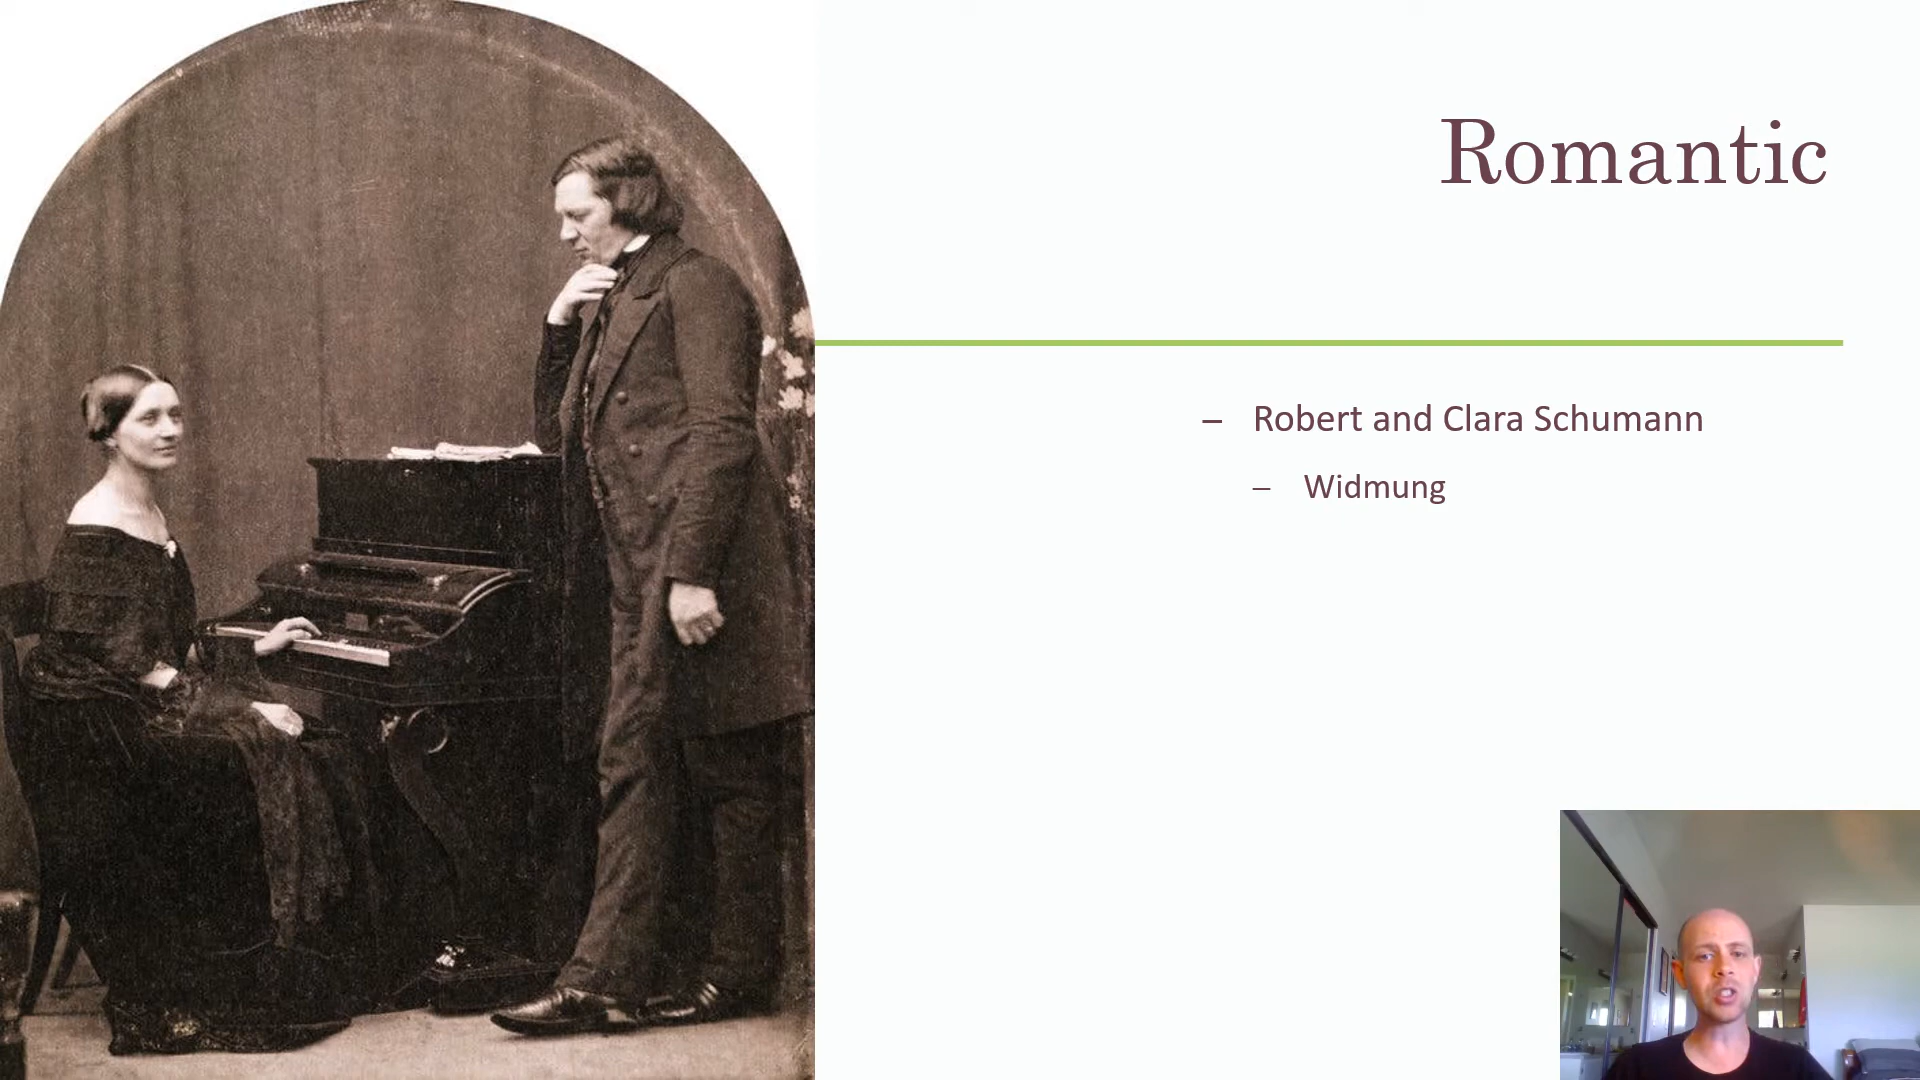 Romantic
– Robert and Clara Schumann
– Widmung